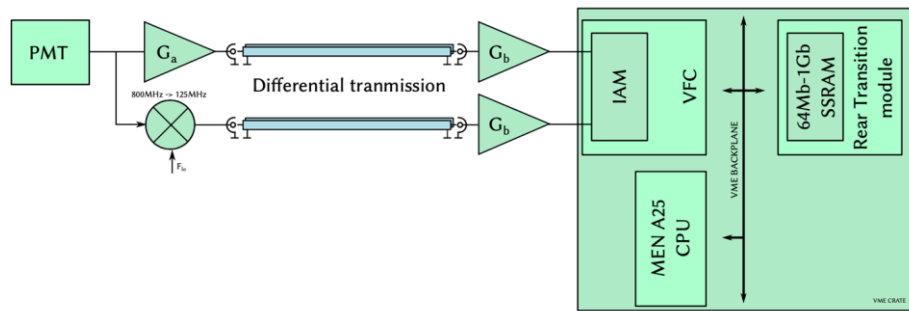 PMT
Ga
Gb
800MHz -> 125MHz
Differential tranmission
Flo
Gb
IAM
VFC
64Mb-1Gb
SSRAM
Rear Transition
module
VME BACKPLANE
MEN A25
CPU
VME CRATE